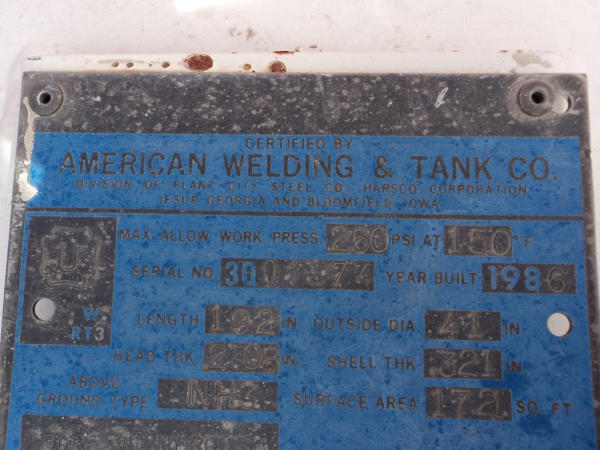 CERTIFIED BY
AMERICAN WELDING & TANK CO.
DIVISION OF PLANT CITY STEEL CO. HARSCO CORPORATION
JESUP, GEORGIA AND BLOOMFIELD, IOWA
U
W
RT3
MAX. ALLOW WORK. PRESS. 250 PSI AT 150 °F
SERIAL NO YEAR BUILT 1986
LENGTH 192 IN OUTSIDE DIA. 41 IN
HEAD THK IN SHELL THK .321 IN
ABOVE
GROUND TYPE SURFACE AREA 172 SQ. FT